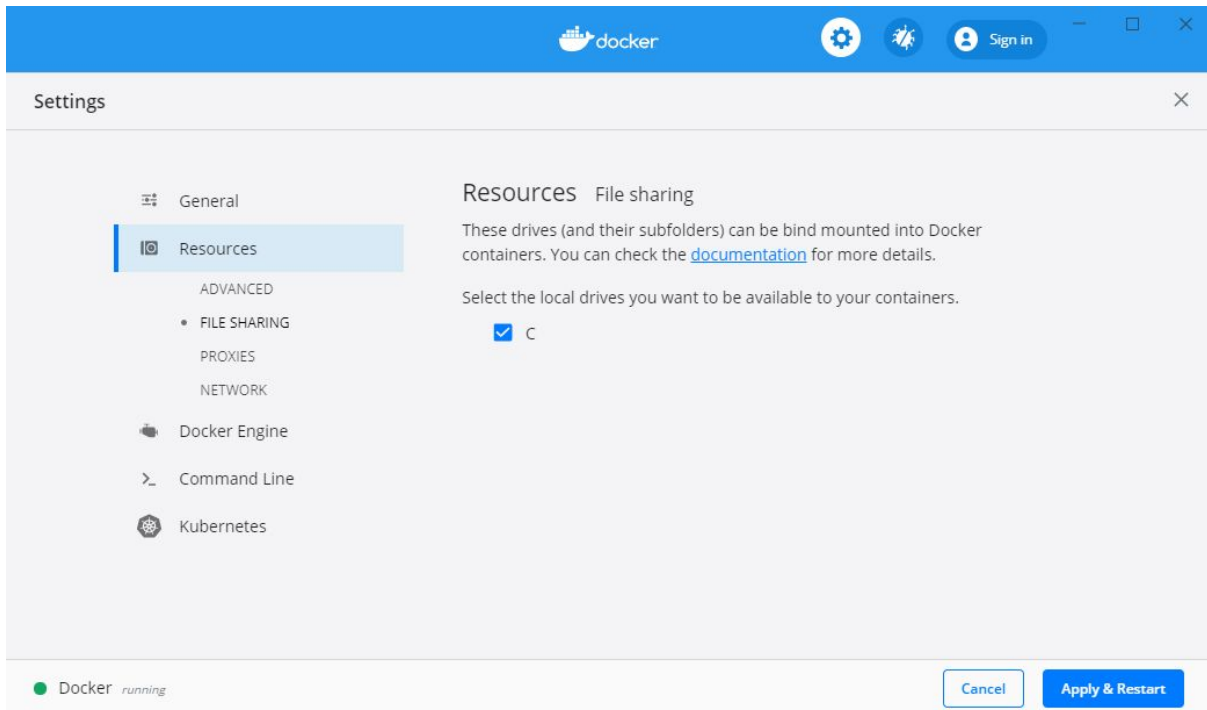 docker
Sign in
Settings
General
Resources
ADVANCED
FILE SHARING
PROXIES
NETWORK
Docker Engine
Command Line
Kubernetes
Resources File sharing
These drives (and their subfolders) can be bind mounted into Docker
containers. You can check the documentation for more details.
Select the local drives you want to be available to your containers.
C
Docker running
Cancel
Apply & Restart